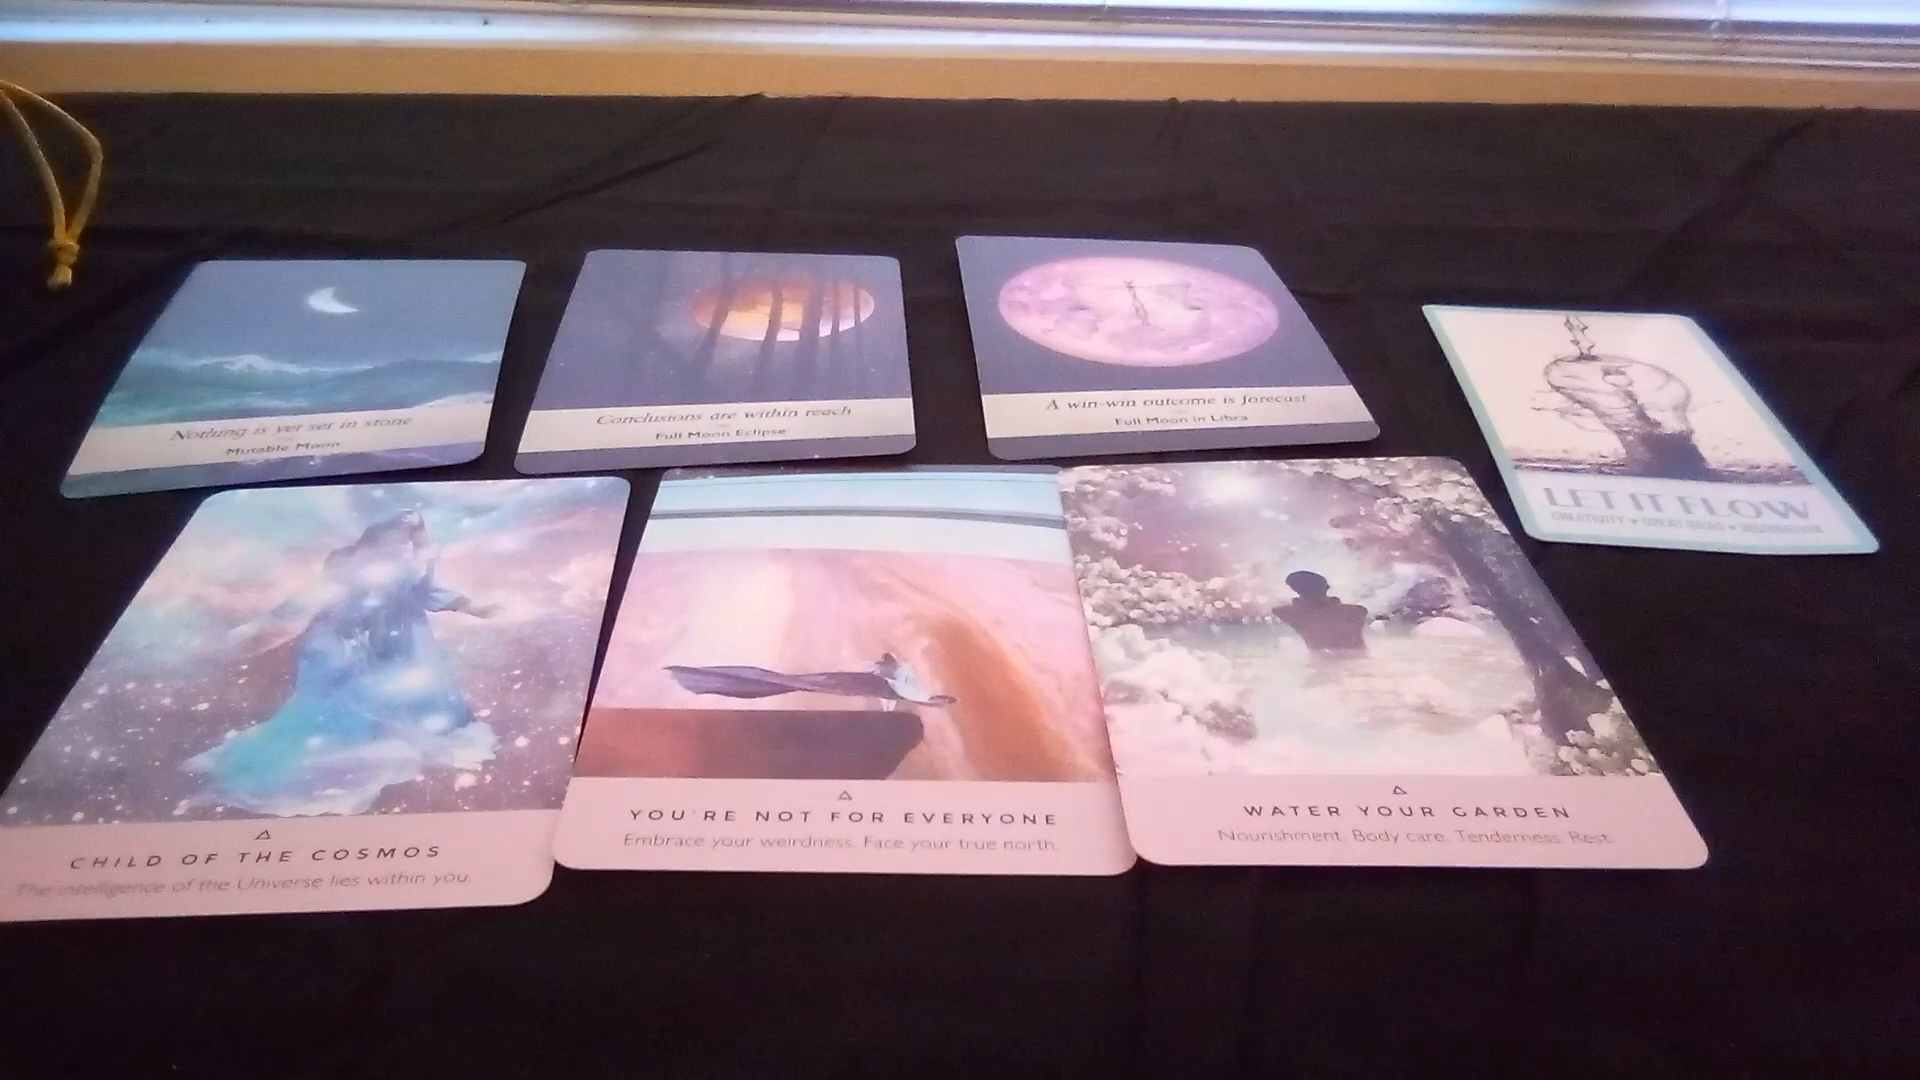 Nothing is yet set in stone
Mutable Moon
Conclusions are within reach
Full Moon Eclipse
A win-win outcome is forecast
Full Moon in Libra
LET IT FLOW
CREATIVITY ♥ GREAT IDEAS ♥ INSPIRATION
CHILD OF THE COSMOS
The intelligence of the Universe lies within you.
YOU'RE NOT FOR EVERYONE
Embrace your weirdness. Face your true north.
WATER YOUR GARDEN
Nourishment. Body care. Tenderness. Rest.